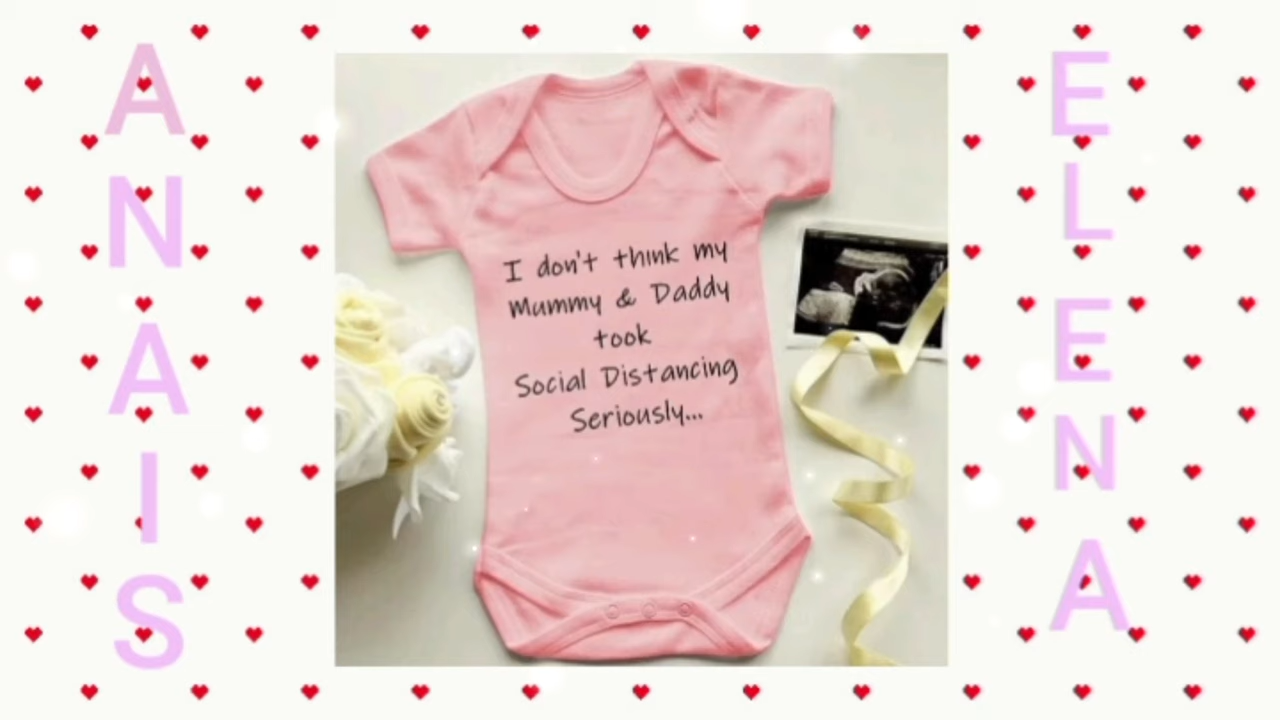 ANAIS
I don't think my
Mummy & Daddy
took
Social Distancing
Seriously...
ELENA